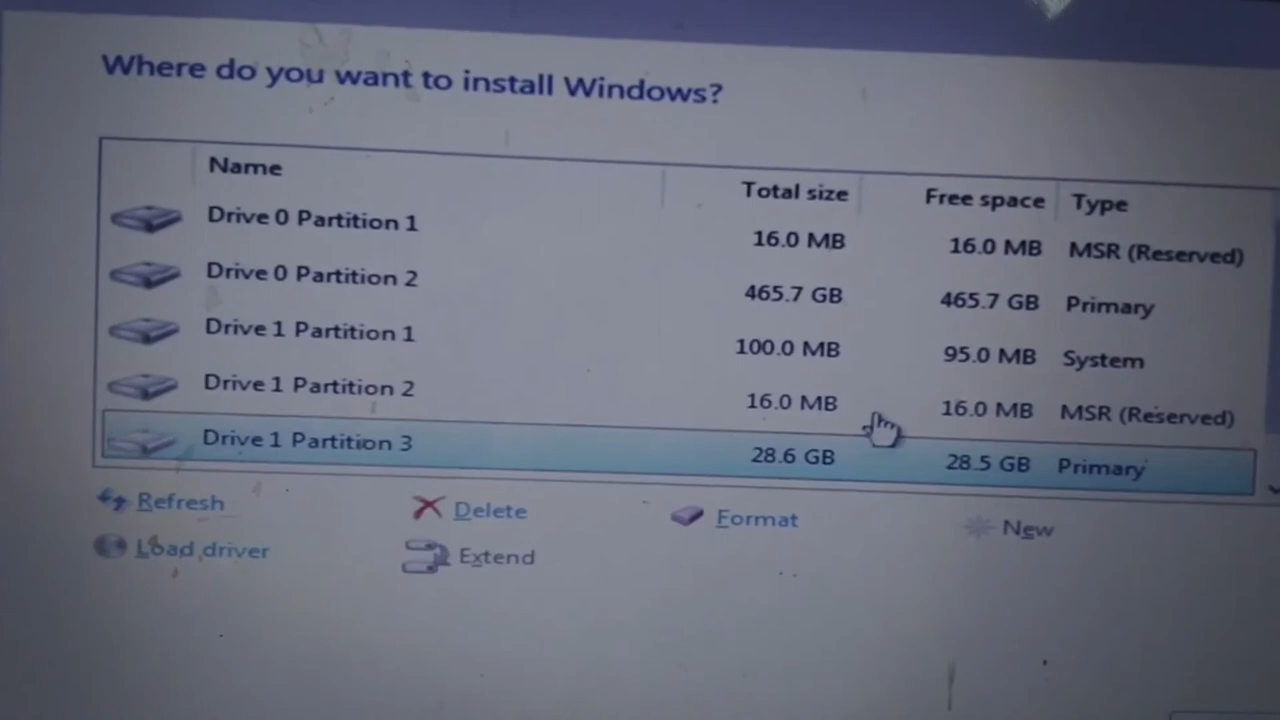 Where do you want to install Windows?
Name Total size Free space Type
Drive 0 Partition 1 16.0 MB 16.0 MB MSR (Reserved)
Drive 0 Partition 2 465.7 GB 465.7 GB Primary
Drive 1 Partition 1 100.0 MB 95.0 MB System
Drive 1 Partition 2 16.0 MB 16.0 MB MSR (Reserved)
Drive 1 Partition 3 28.6 GB 28.5 GB Primary
Refresh Delete Format New
Load driver Extend